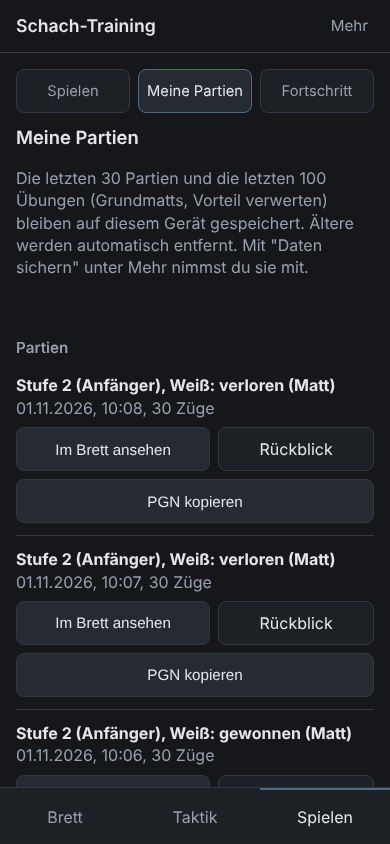 Schach-Training
Mehr
Spielen
Meine Partien
Fortschritt
Meine Partien
Die letzten 30 Partien und die letzten 100
Übungen (Grundmatts, Vorteil verwerten)
bleiben auf diesem Gerät gespeichert. Ältere
werden automatisch entfernt. Mit "Daten
sichern" unter Mehr nimmst du sie mit.
Partien
Stufe 2 (Anfänger), Weiß: verloren (Matt)
01.11.2026, 10:08, 30 Züge
Im Brett ansehen
Rückblick
PGN kopieren
Stufe 2 (Anfänger), Weiß: verloren (Matt)
01.11.2026, 10:07, 30 Züge
Im Brett ansehen
Rückblick
PGN kopieren
Stufe 2 (Anfänger), Weiß: gewonnen (Matt)
01.11.2026, 10:06, 30 Züge
Brett
Taktik
Spielen